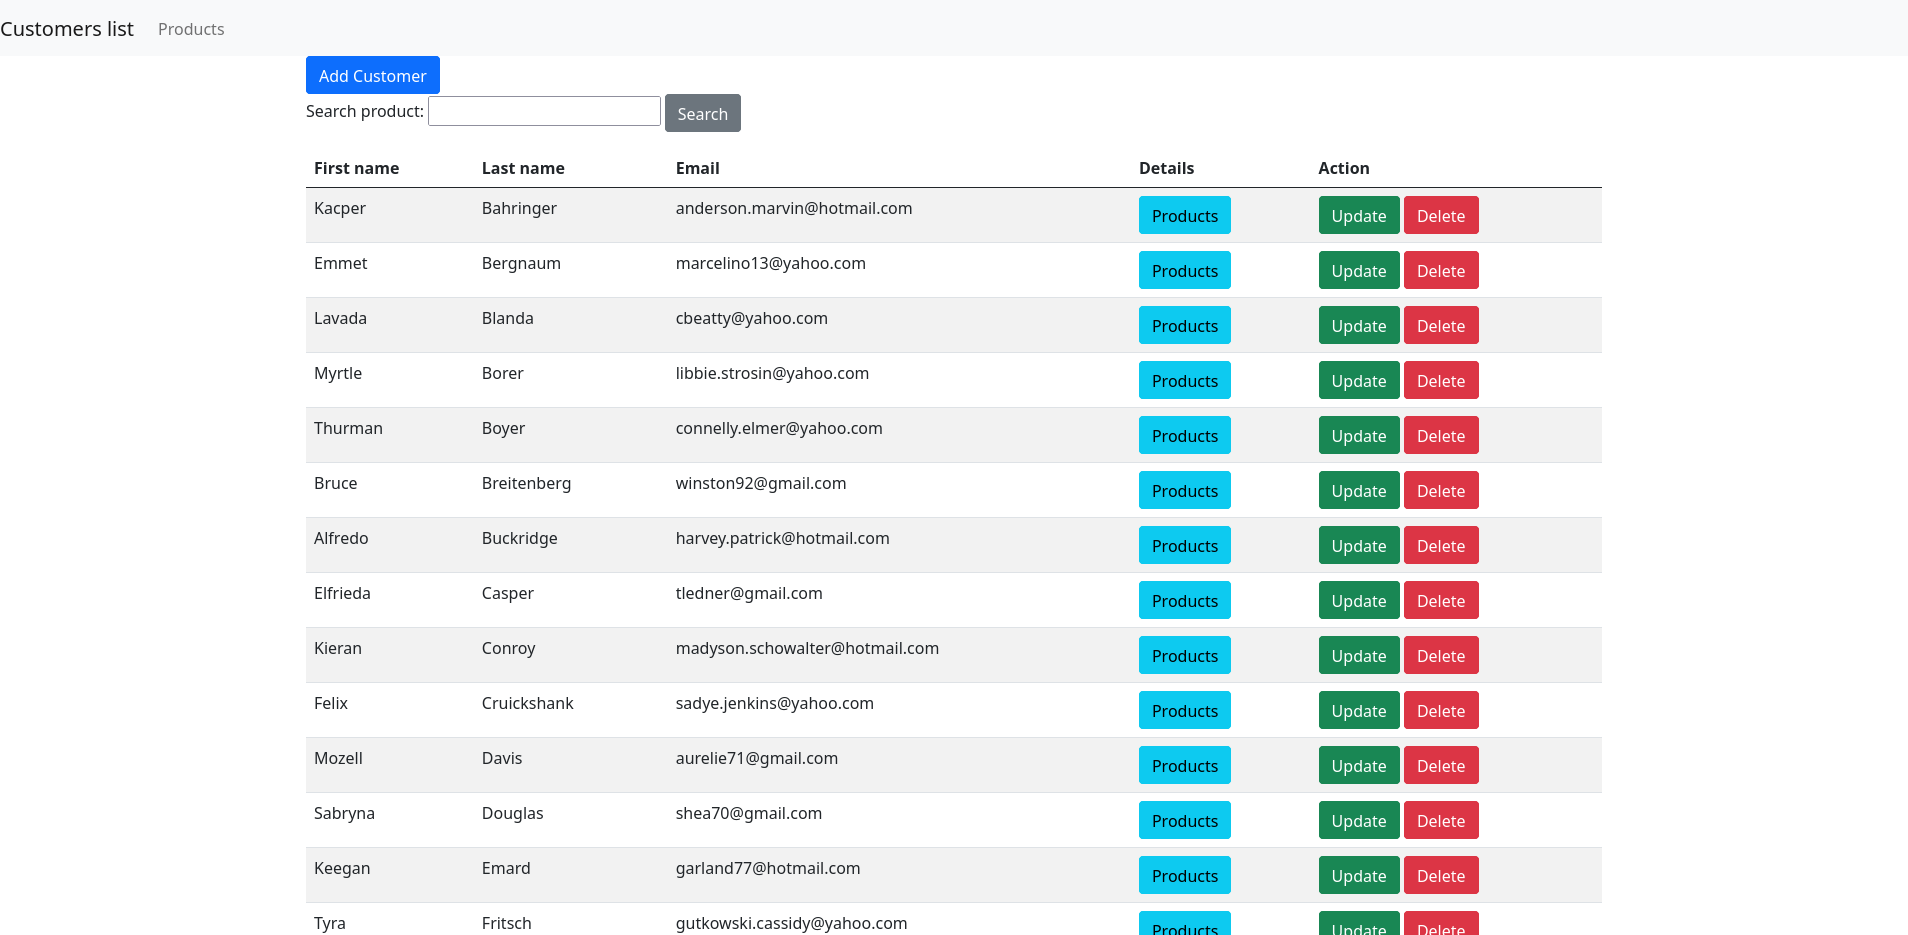 Customers list Products
Add Customer
Search product: Search
First name Last name Email Details Action
Kacper Bahringer anderson.marvin@hotmail.com Products Update Delete
Emmet Bergnaum marcelino13@yahoo.com Products Update Delete
Lavada Blanda cbeatty@yahoo.com Products Update Delete
Myrtle Borer libbie.strosin@yahoo.com Products Update Delete
Thurman Boyer connelly.elmer@yahoo.com Products Update Delete
Bruce Breitenberg winston92@gmail.com Products Update Delete
Alfredo Buckridge harvey.patrick@hotmail.com Products Update Delete
Elfrieda Casper tledner@gmail.com Products Update Delete
Kieran Conroy madyson.schowalter@hotmail.com Products Update Delete
Felix Cruickshank sadye.jenkins@yahoo.com Products Update Delete
Mozell Davis aurelie71@gmail.com Products Update Delete
Sabryna Douglas shea70@gmail.com Products Update Delete
Keegan Emard garland77@hotmail.com Products Update Delete
Tyra Fritsch gutkowski.cassidy@yahoo.com Products Update Delete